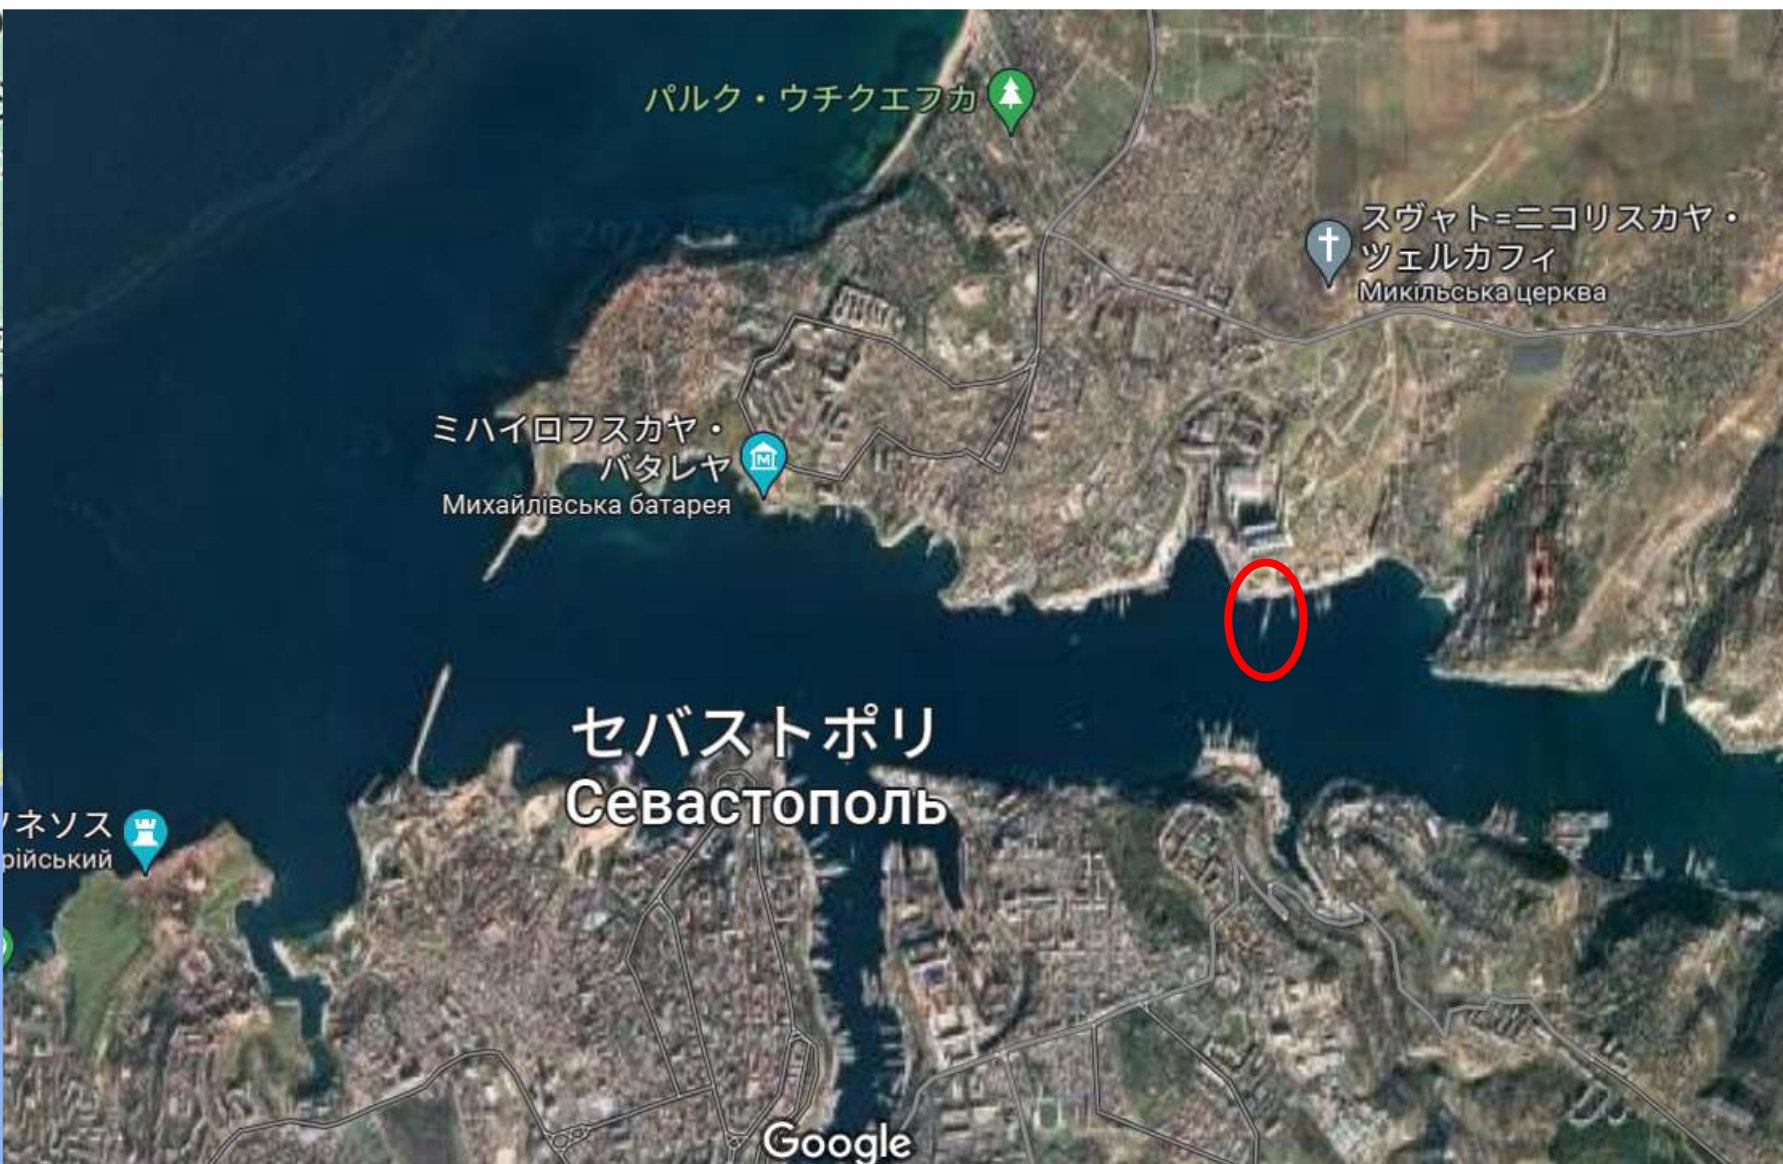 パルク・ウチクエフカ
スヴャト=ニコリスカヤ・
ツェルカフィ
Микільська церква
ミハイロフスカヤ・
バタレヤ
Михайлівська батарея
セバストポリ
Севастополь
ソネソス
рійський
Google